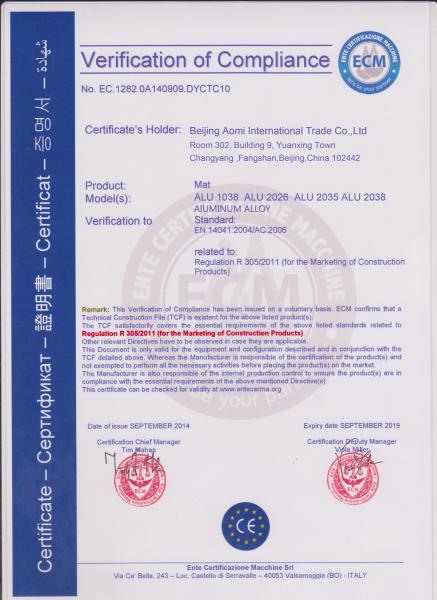 Certificate – Сертификат – 證明書 – Certificat – 증명서 – شهادة
Verification of Compliance
ENTE CERTIFICAZIONE MACCHINE
ECM
let's be your partner
No. EC.1282.0A140909.DYCTC10
Certificate's Holder: Beijing Aomi International Trade Co.,Ltd
Room 302, Building 9, Yuanxing Town
Changyang ,Fangshan,Beijing,China 102442
Product: Mat
Model(s): ALU 1038 ALU 2026 ALU 2035 ALU 2038
AIUMINUM ALLOY
Verification to Standard:
EN 14041:2004/AC:2006
related to:
Regulation R 305/2011 (for the Marketing of Construction
Products)
Remark: This Verification of Compliance has been issued on a voluntary basis. ECM confirms that a
Technical Construction File (TCF) is existent for the above listed product(s).
The TCF satisfactorily covers the essential requirements of the above listed standards related to
Regulation R 305/2011 (for the Marketing of Construction Products).
Other relevant Directives have to be observed in case they are applicable.
This Document is only valid for the equipment and configuration described and in conjunction with the
TCF detailed above. Whereas the Manufacturer is responsible of the certification of the product(s) and
not exempted to perform all the necessary activities before placing the product(s) on the market.
The Manufacturer is also responsible of the internal production control to ensure the product(s) are in
compliance with the essential requirements of the above mentioned Directive(s).
This certificate can be checked for validity at www.entecerma.org
Date of issue SEPTEMBER 2014
Expiry date SEPTEMBER 2019
Certification Chief Manager
Tim Mahan
Certification Deputy Manager
Viola Miller
ECM
ECM
CE
Ente Certificazione Macchine Srl
Via Ca' Bella, 243 – Loc. Castello di Serravalle – 40053 Valsamoggia (BO) - ITALY